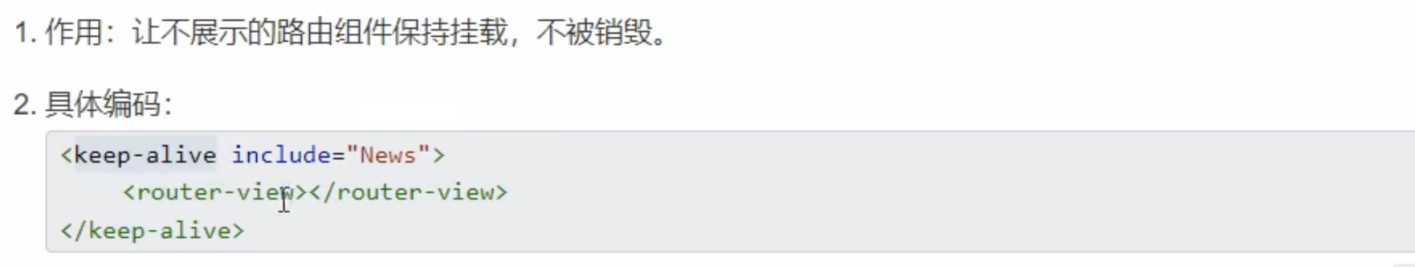 1. 作用：让不展示的路由组件保持挂载，不被销毁。
2. 具体编码：
<keep-alive include="News">
    <router-view></router-view>
</keep-alive>